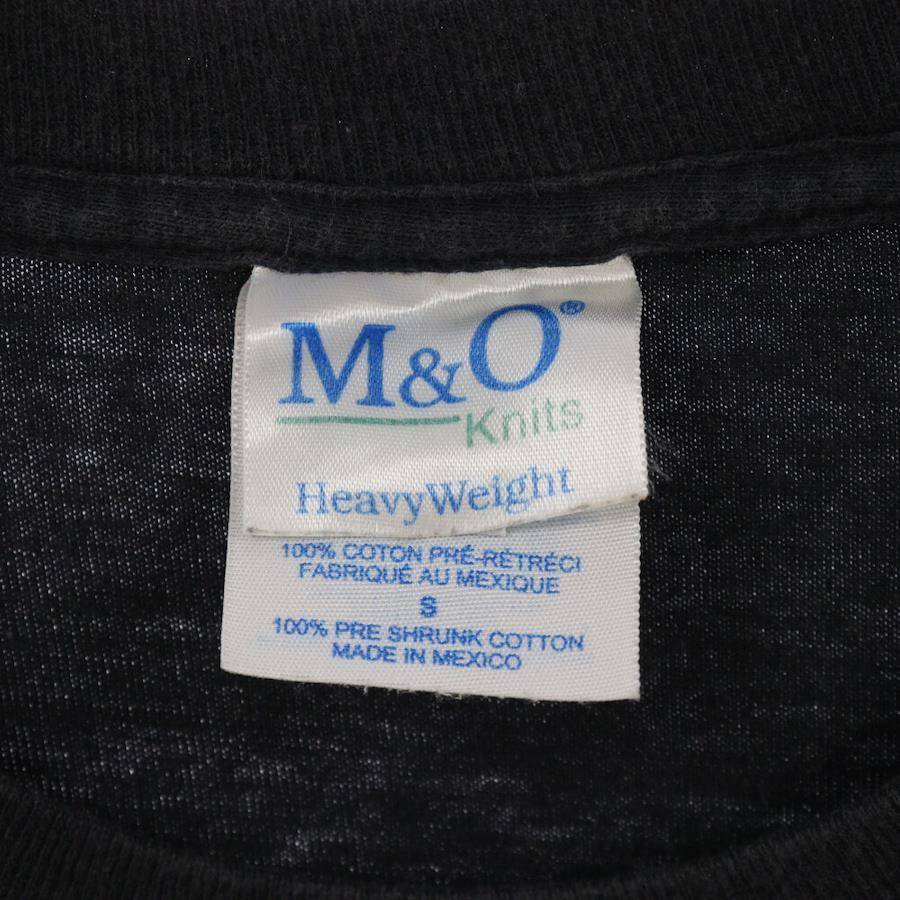 M&O®
Knits
HeavyWeight
100% COTON PRÉ-RÉTRÉCI
FABRIQUÉ AU MEXIQUE
S
100% PRE SHRUNK COTTON
MADE IN MEXICO